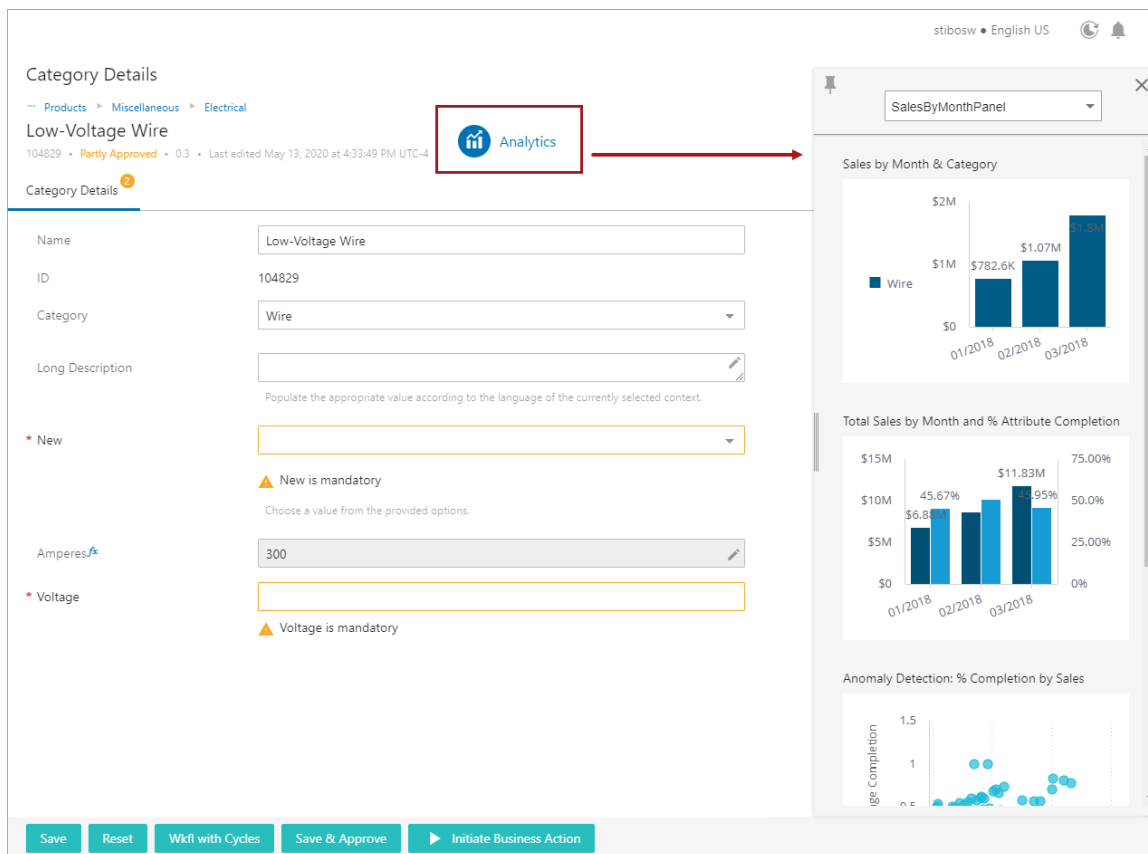 stibosw • English US
Category Details
··· Products ▸ Miscellaneous ▸ Electrical
Low-Voltage Wire
104829 • Partly Approved • 0.3 • Last edited May 13, 2020 at 4:33:49 PM UTC-4
Analytics
Category Details 2
Name
Low-Voltage Wire
ID
104829
Category
Wire
Long Description
Populate the appropriate value according to the language of the currently selected context.
* New
New is mandatory
Choose a value from the provided options.
Amperes fx
300
* Voltage
Voltage is mandatory
Save
Reset
Wkfl with Cycles
Save & Approve
Initiate Business Action
SalesByMonthPanel
Sales by Month & Category
$2M
$1M
$0
Wire
$782.6K
$1.07M
$1.8M
01/2018
02/2018
03/2018
Total Sales by Month and % Attribute Completion
$15M
$10M
$5M
$0
$6.88M
45.67%
$11.83M
45.95%
75.00%
50.0%
25.00%
0%
01/2018
02/2018
03/2018
Anomaly Detection: % Completion by Sales
1.5
1
0.5
Completion